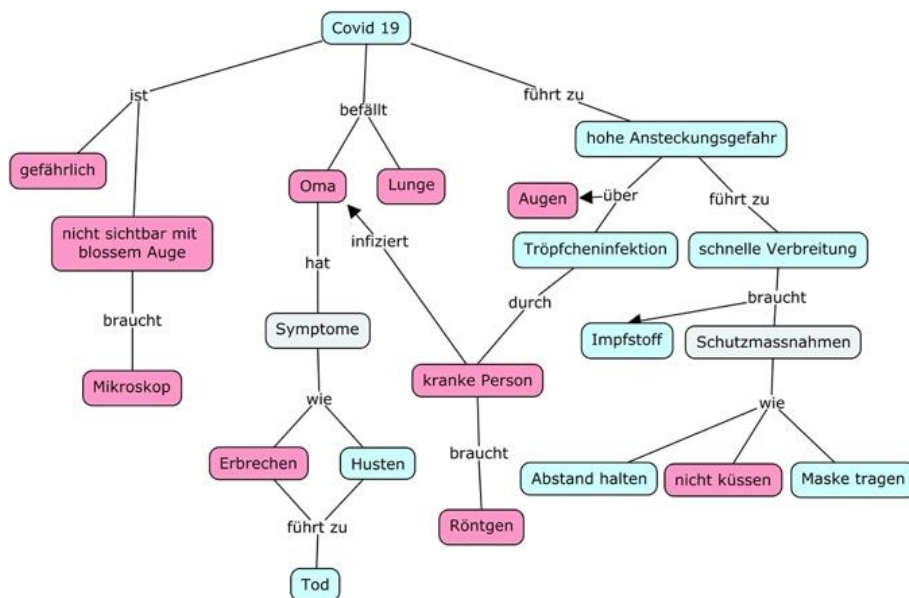 Covid 19
ist
befällt
führt zu
hohe Ansteckungsgefahr
gefährlich
Oma
Lunge
Augen
über
führt zu
nicht sichtbar mit
blossem Auge
infiziert
Tröpfcheninfektion
schnelle Verbreitung
hat
braucht
durch
braucht
Symptome
Impfstoff
Schutzmassnahmen
Mikroskop
kranke Person
wie
wie
Erbrechen
Husten
braucht
Abstand halten
nicht küssen
Maske tragen
führt zu
Röntgen
Tod